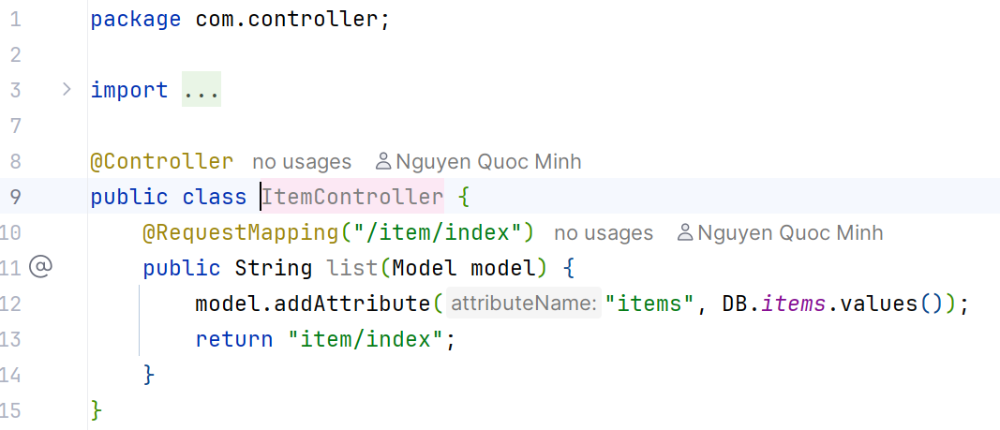 1 package com.controller;
2
3 import ...
7
8 @Controller no usages Nguyen Quoc Minh
9 public class ItemController {
10 @RequestMapping("/item/index") no usages Nguyen Quoc Minh
11 public String list(Model model) {
12 model.addAttribute( attributeName: "items", DB.items.values());
13 return "item/index";
14 }
15 }